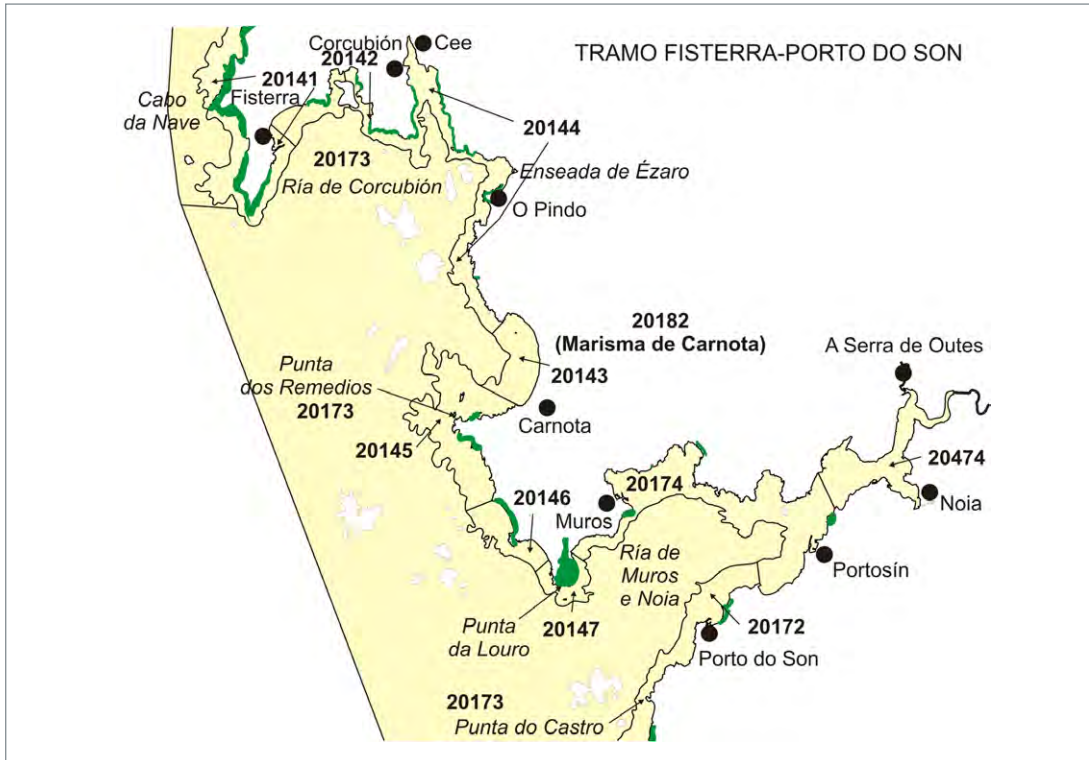 TRAMO FISTERRA-PORTO DO SON
Corcubión
Cee
20142
20141
Fisterra
Cabo
da Nave
20144
20173
Ría de Corcubión
Enseada de Ézaro
O Pindo
20182
(Marisma de Carnota)
A Serra de Outes
20143
Punta
dos Remedios
20173
Carnota
20145
20474
20146
20174
Noia
Muros
Ría de
Muros
e Noia
Portosín
Punta
da Louro
20147
20172
Porto do Son
20173
Punta do Castro